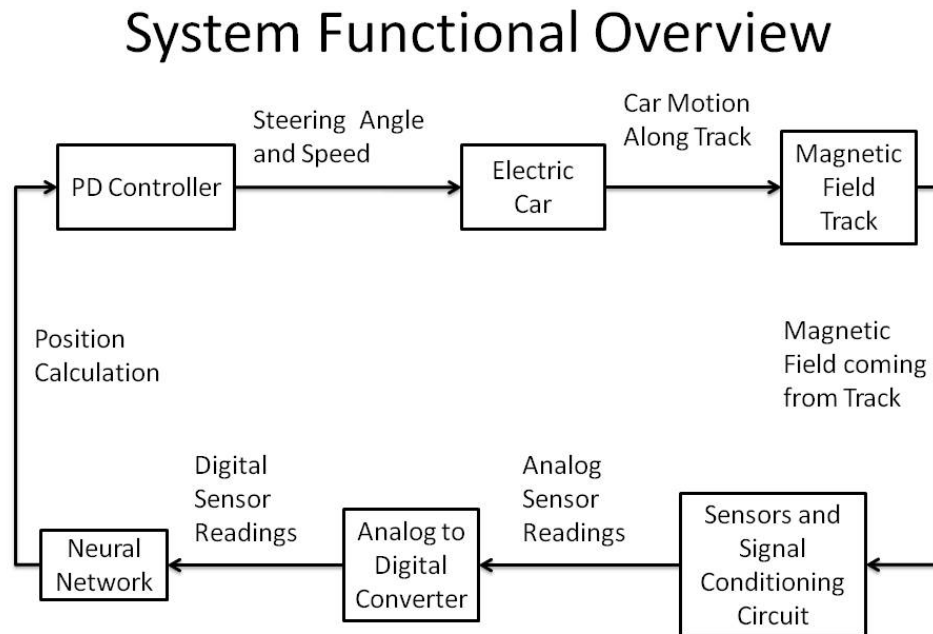 System Functional Overview
Steering Angle
and Speed
Car Motion
Along Track
PD Controller
Electric
Car
Magnetic
Field
Track
Position
Calculation
Magnetic
Field coming
from Track
Digital
Sensor
Readings
Analog
Sensor
Readings
Neural
Network
Analog to
Digital
Converter
Sensors and
Signal
Conditioning
Circuit